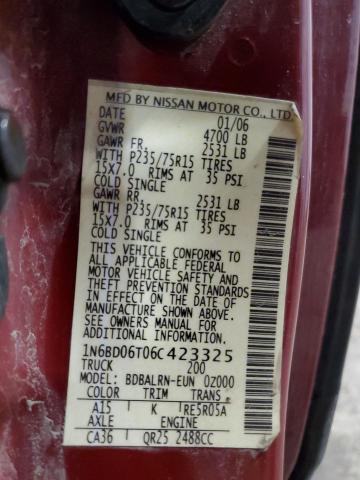 MFD BY NISSAN MOTOR CO., LTD.
DATE 01/06
GVWR 4700 LB
GAWR FR. 2531 LB
WITH P235/75R15 TIRES
15X7.0 RIMS AT 35 PSI
COLD SINGLE
GAWR RR. 2531 LB
WITH P235/75R15 TIRES
15X7.0 RIMS AT 35 PSI
COLD SINGLE
THIS VEHICLE CONFORMS TO
ALL APPLICABLE FEDERAL
MOTOR VEHICLE SAFETY AND
THEFT PREVENTION STANDARDS
IN EFFECT ON THE DATE OF
MANUFACTURE SHOWN ABOVE.
SEE OWNERS MANUAL FOR
ADDITIONAL INFORMATION.
1N6BD06T06C423325
TRUCK 200
MODEL: BDBALRN-EUN 0Z000
COLOR TRIM TRANS.
A15 K RE5R05A
AXLE ENGINE
CA36 QR25 2488CC